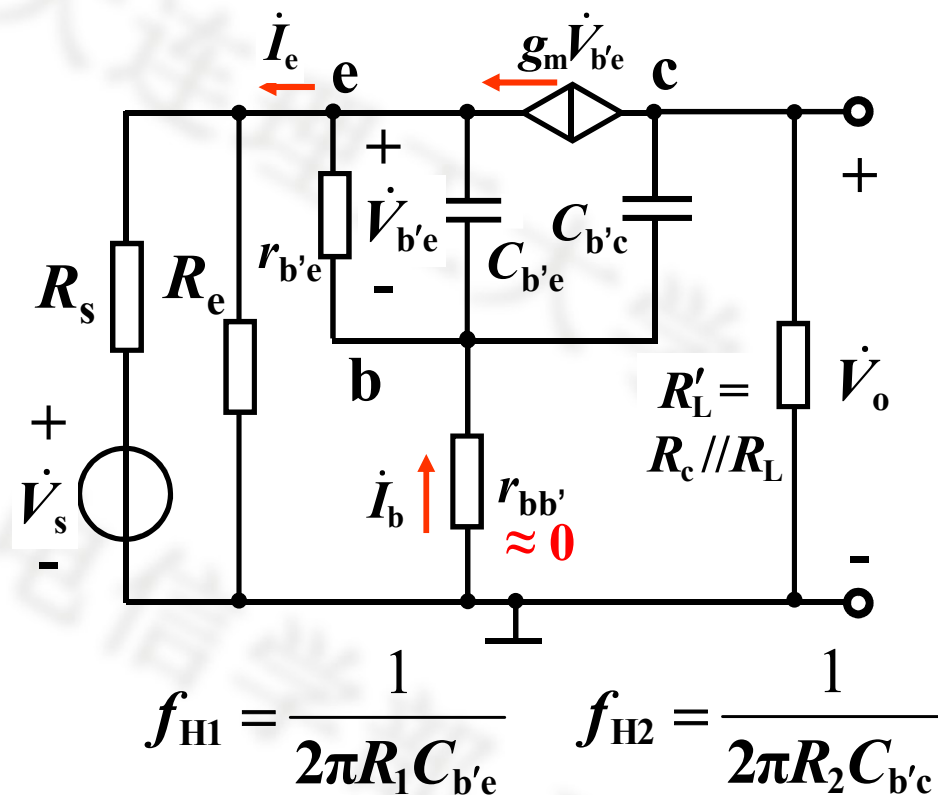 İₑ
e
gₘV̇b′e
c
+
V̇b′e
-
rb’e
Cb’e
Cb’c
+
Rₛ
Rₑ
b
R′L =
Rc //RL
V̇ₒ
+
V̇ₛ
-
İb
rbb’
≈ 0
-
fH1 = 1 / 2πR₁Cb′e fH2 = 1 / 2πR₂Cb′c